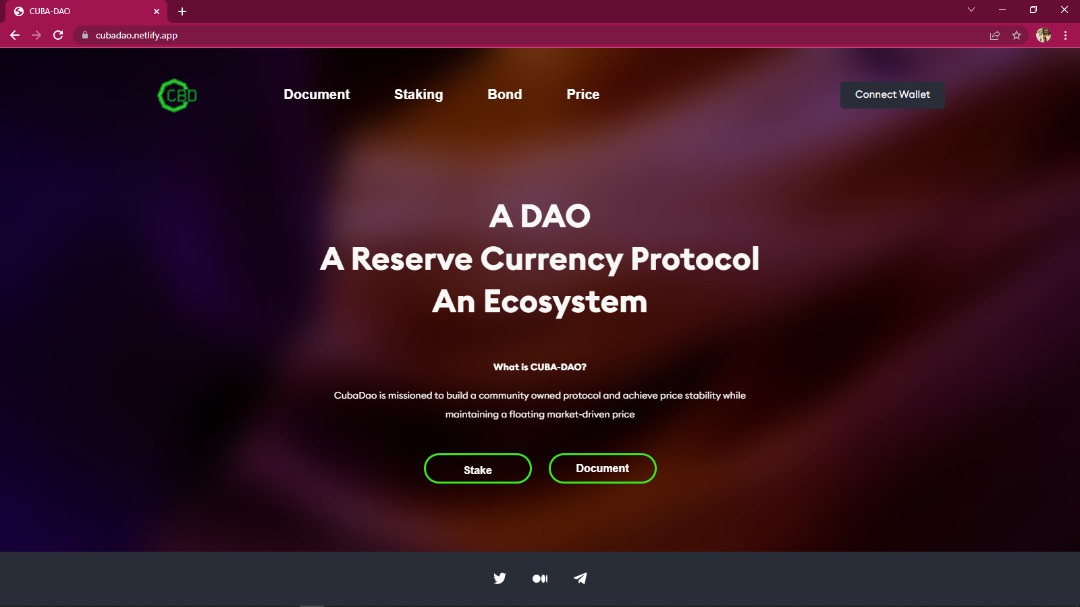 CUBA-DAO
cubadao.netlify.app
CBD
Document Staking Bond Price
Connect Wallet
A DAO
A Reserve Currency Protocol
An Ecosystem
What is CUBA-DAO?
CubaDao is missioned to build a community owned protocol and achieve price stability while
maintaining a floating market-driven price
Stake Document